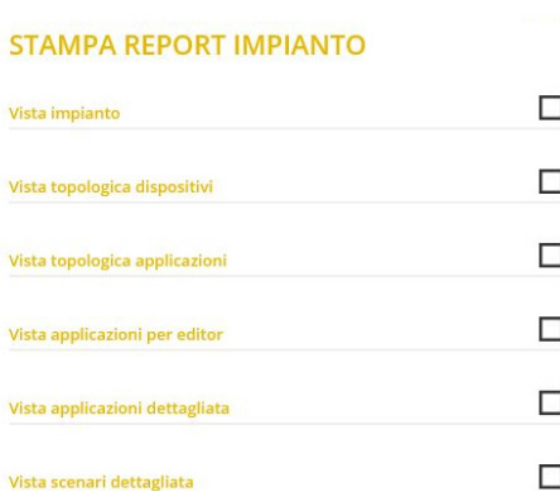 STAMPA REPORT IMPIANTO
Vista impianto
Vista topologica dispositivi
Vista topologica applicazioni
Vista applicazioni per editor
Vista applicazioni dettagliata
Vista scenari dettagliata